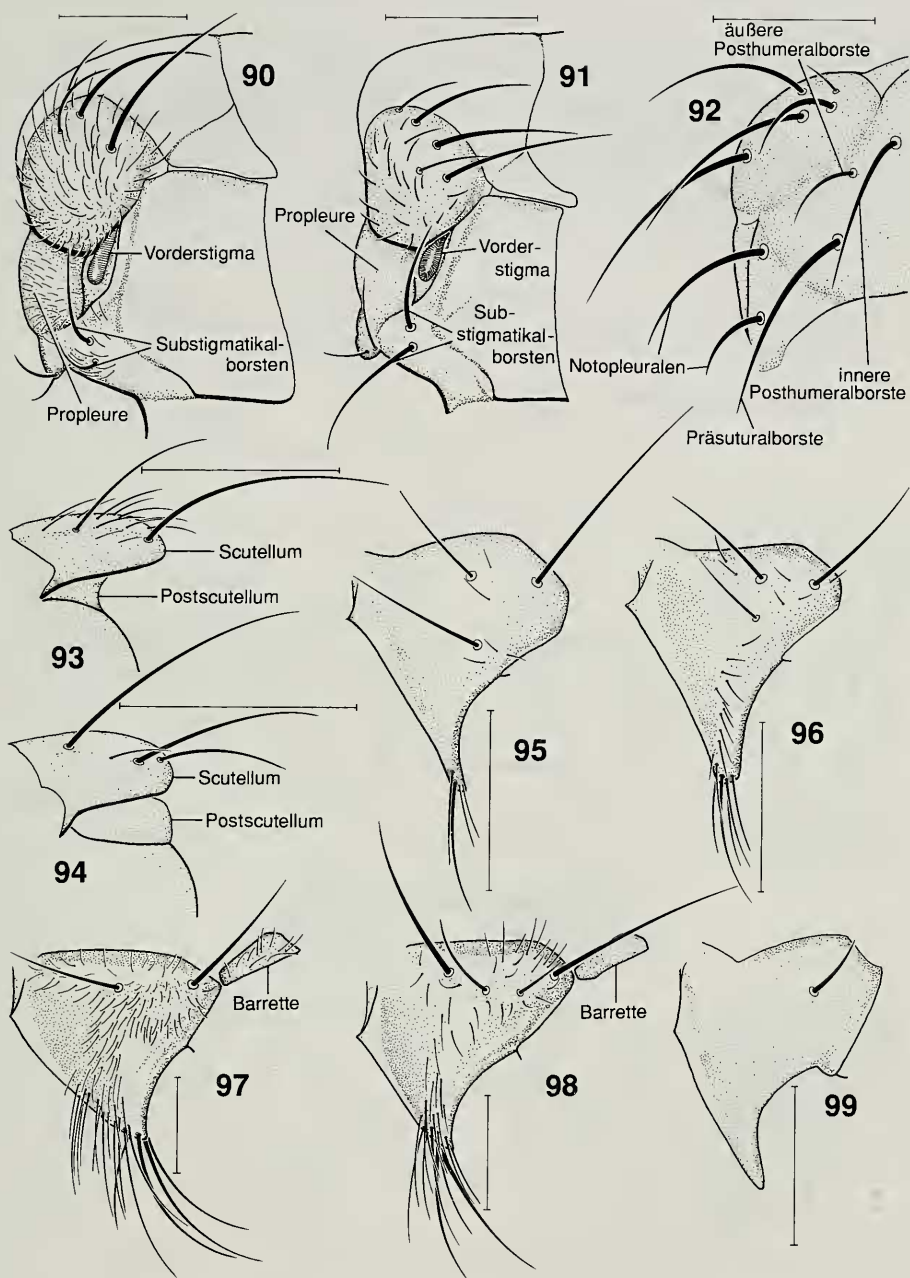 90
Vorderstigma
Substigmatikal-
borsten
Propleure
91
Propleure
Vorder-
stigma
Sub-
stigmatikal-
borsten
92
äußere
Posthumeralborste
Notopleuralen
innere
Posthumeralborste
Präsuturalborste
93
Scutellum
Postscutellum
94
Scutellum
Postscutellum
95
96
97
Barrette
98
Barrette
99